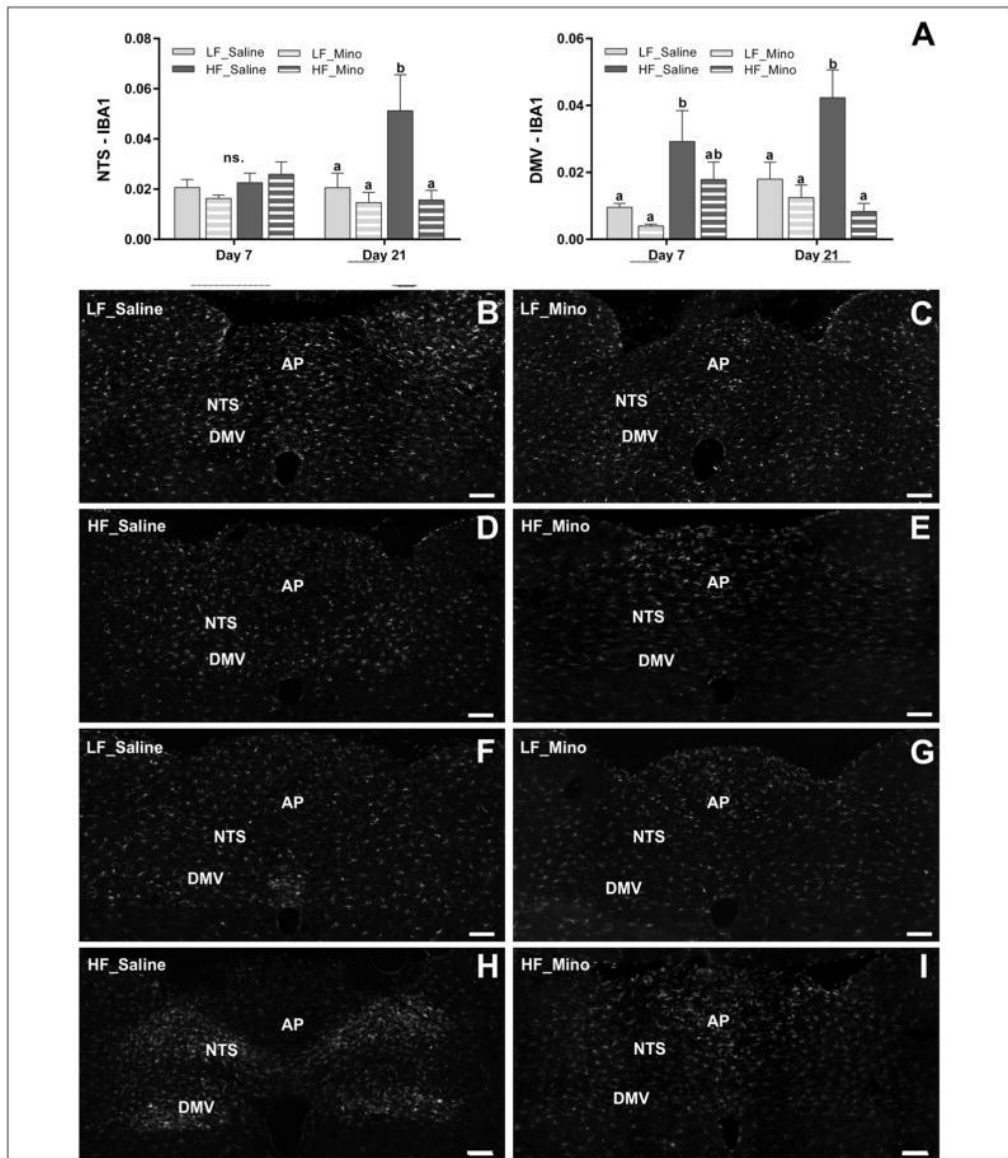 A
0.08
0.06
0.04
0.02
0.00
NTS - IBA1
LF_Saline LF_Mino
HF_Saline HF_Mino
ns.
a a b a
Day 7 Day 21
0.06
0.04
0.02
0.00
DMV - IBA1
LF_Saline LF_Mino
HF_Saline HF_Mino
a a b ab
a a b a
Day 7 Day 21
LF_Saline B
AP
NTS
DMV
LF_Mino C
AP
NTS
DMV
HF_Saline D
AP
NTS
DMV
HF_Mino E
AP
NTS
DMV
LF_Saline F
AP
NTS
DMV
LF_Mino G
AP
NTS
DMV
HF_Saline H
AP
NTS
DMV
HF_Mino I
AP
NTS
DMV